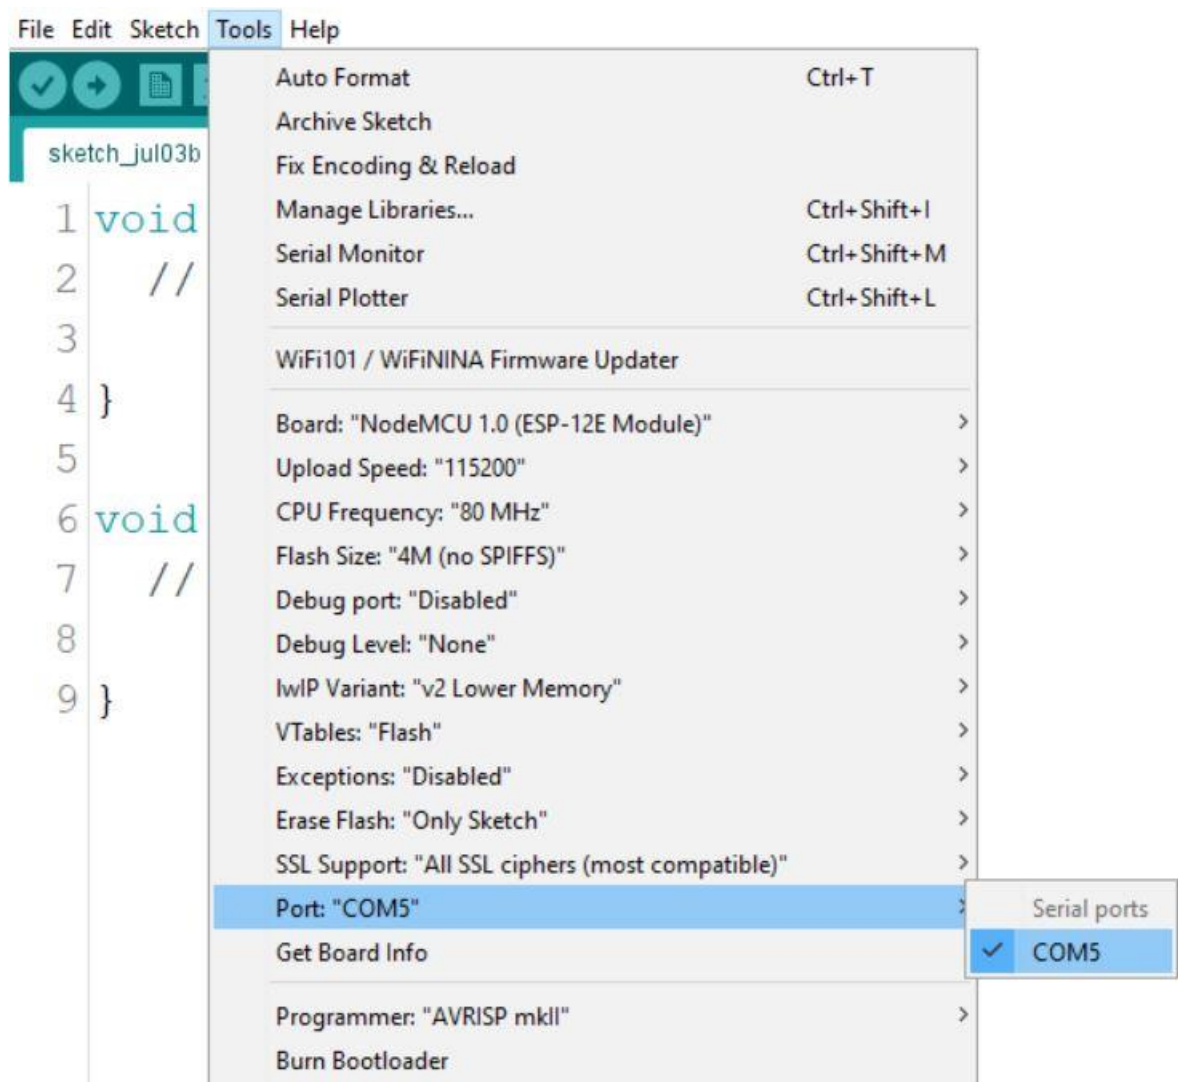 File Edit Sketch Tools Help
sketch_jul03b
1 void
2 //
3
4 }
5
6 void
7 //
8
9 }
Auto Format Ctrl+T
Archive Sketch
Fix Encoding & Reload
Manage Libraries... Ctrl+Shift+I
Serial Monitor Ctrl+Shift+M
Serial Plotter Ctrl+Shift+L
WiFi101 / WiFiNINA Firmware Updater
Board: "NodeMCU 1.0 (ESP-12E Module)"
Upload Speed: "115200"
CPU Frequency: "80 MHz"
Flash Size: "4M (no SPIFFS)"
Debug port: "Disabled"
Debug Level: "None"
lwIP Variant: "v2 Lower Memory"
VTables: "Flash"
Exceptions: "Disabled"
Erase Flash: "Only Sketch"
SSL Support: "All SSL ciphers (most compatible)"
Port: "COM5"
Get Board Info
Programmer: "AVRISP mkII"
Burn Bootloader
Serial ports
COM5